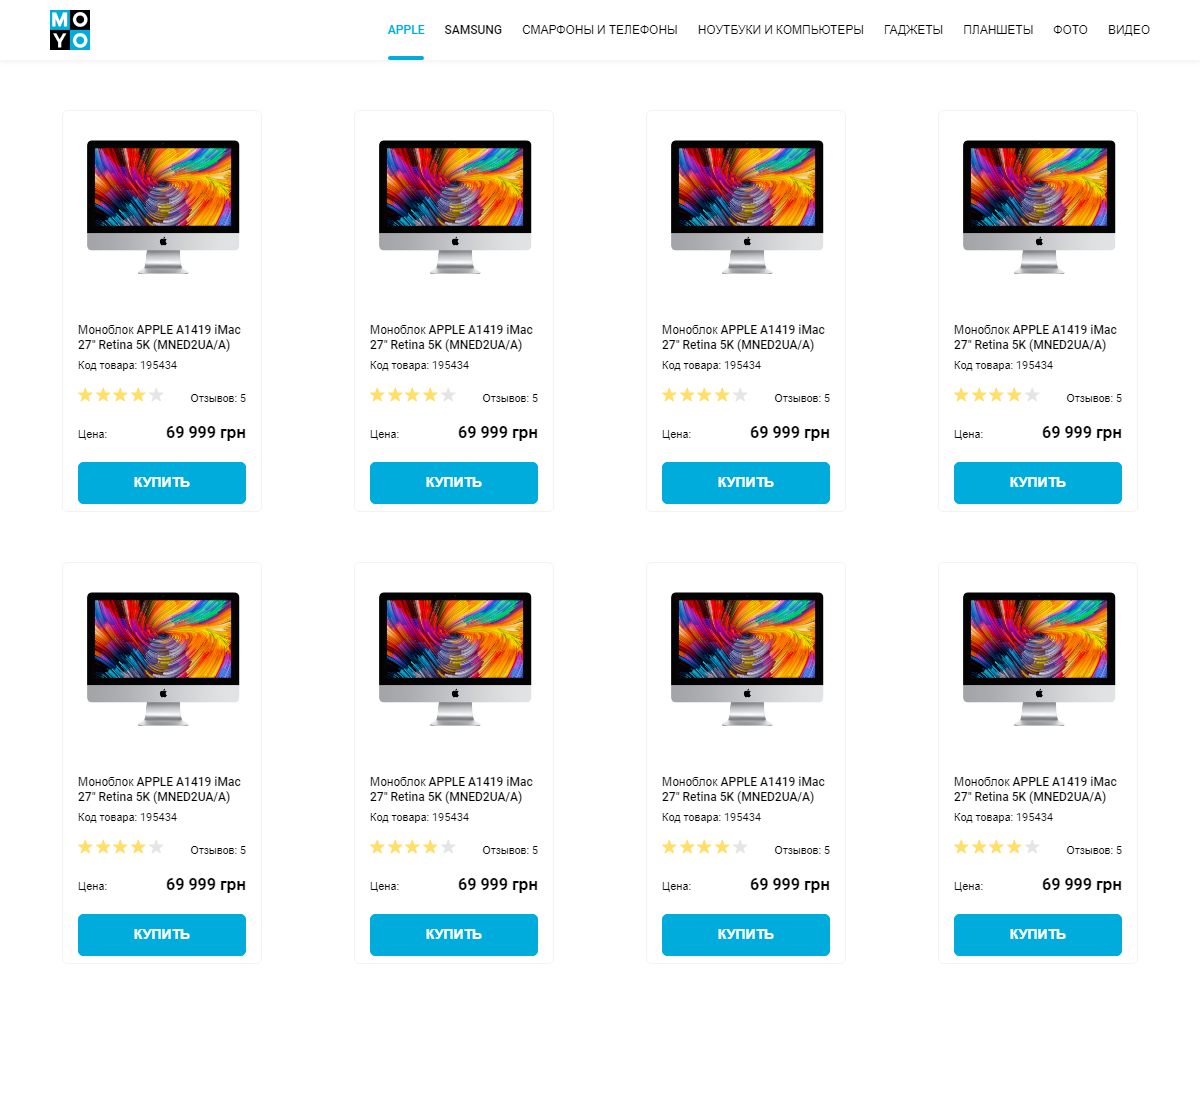 MOYO
APPLE SAMSUNG СМАРФОНЫ И ТЕЛЕФОНЫ НОУТБУКИ И КОМПЬЮТЕРЫ ГАДЖЕТЫ ПЛАНШЕТЫ ФОТО ВИДЕО
Моноблок APPLE A1419 iMac
27" Retina 5K (MNED2UA/A)
Код товара: 195434
Отзывов: 5
Цена: 69 999 грн
КУПИТЬ
Моноблок APPLE A1419 iMac
27" Retina 5K (MNED2UA/A)
Код товара: 195434
Отзывов: 5
Цена: 69 999 грн
КУПИТЬ
Моноблок APPLE A1419 iMac
27" Retina 5K (MNED2UA/A)
Код товара: 195434
Отзывов: 5
Цена: 69 999 грн
КУПИТЬ
Моноблок APPLE A1419 iMac
27" Retina 5K (MNED2UA/A)
Код товара: 195434
Отзывов: 5
Цена: 69 999 грн
КУПИТЬ
Моноблок APPLE A1419 iMac
27" Retina 5K (MNED2UA/A)
Код товара: 195434
Отзывов: 5
Цена: 69 999 грн
КУПИТЬ
Моноблок APPLE A1419 iMac
27" Retina 5K (MNED2UA/A)
Код товара: 195434
Отзывов: 5
Цена: 69 999 грн
КУПИТЬ
Моноблок APPLE A1419 iMac
27" Retina 5K (MNED2UA/A)
Код товара: 195434
Отзывов: 5
Цена: 69 999 грн
КУПИТЬ
Моноблок APPLE A1419 iMac
27" Retina 5K (MNED2UA/A)
Код товара: 195434
Отзывов: 5
Цена: 69 999 грн
КУПИТЬ